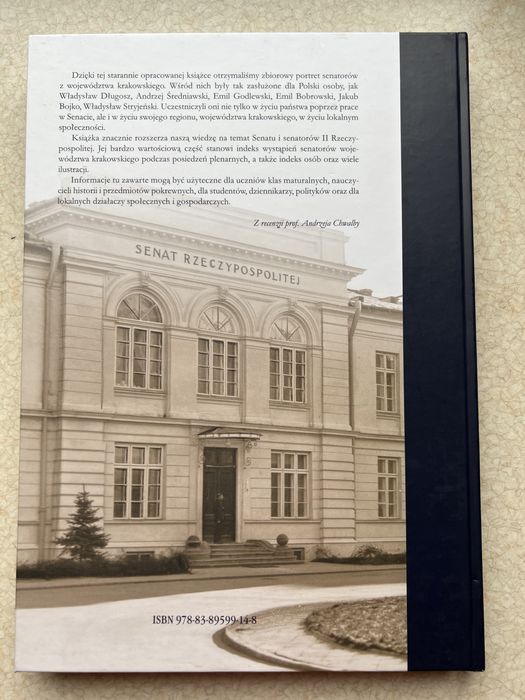 Dzięki tej starannie opracowanej książce otrzymaliśmy zbiorowy portret senatorów
z województwa krakowskiego. Wśród nich były tak zasłużone dla Polski osoby, jak
Władysław Długosz, Andrzej Średniawski, Emil Godlewski, Emil Bobrowski, Jakub
Bojko, Władysław Stryjeński. Uczestniczyli oni nie tylko w życiu państwa poprzez prace
w Senacie, ale i w życiu swojego regionu, województwa krakowskiego, w życiu lokalnym
społeczności.
Książka znacznie rozszerza naszą wiedzę na temat Senatu i senatorów II Rzeczy-
pospolitej. Jej bardzo wartościową część stanowi indeks wystąpień senatorów woje-
wództwa krakowskiego podczas posiedzeń plenarnych, a także indeks osób oraz wiele
ilustracji.
Informacje tu zawarte mogą być użyteczne dla uczniów klas maturalnych, nauczy-
cieli historii i przedmiotów pokrewnych, dla studentów, dziennikarzy, polityków oraz dla
lokalnych działaczy społecznych i gospodarczych.
Z recenzji prof. Andrzeja Chwalby
SENAT RZECZYPOSPOLITEJ
ISBN 978-83-89599-14-8